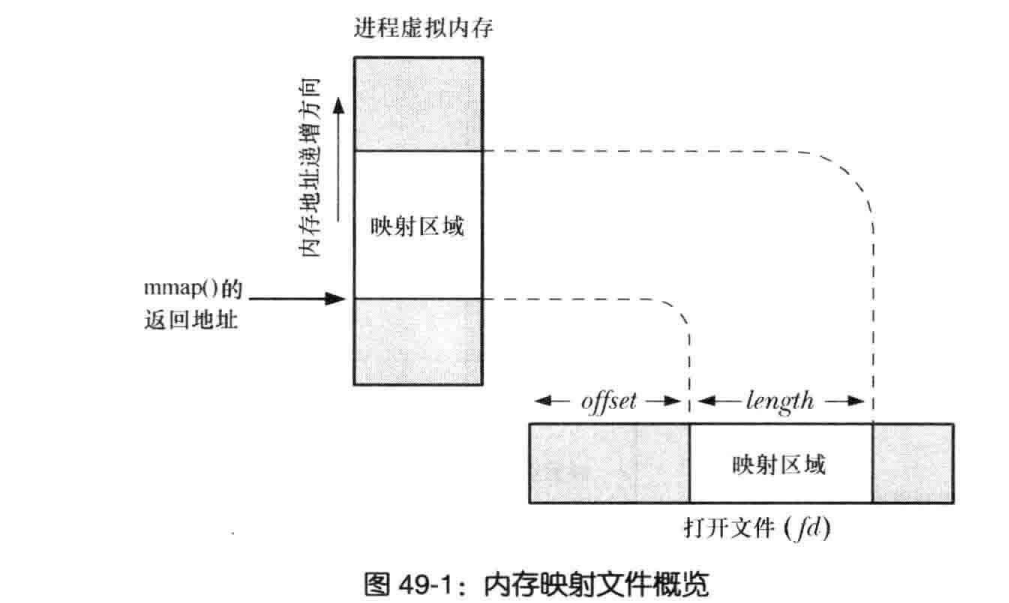 进程虚拟内存
内存地址递增方向
映射区域
mmap()的
返回地址
offset
length
映射区域
打开文件 (fd)
图 49-1：内存映射文件概览